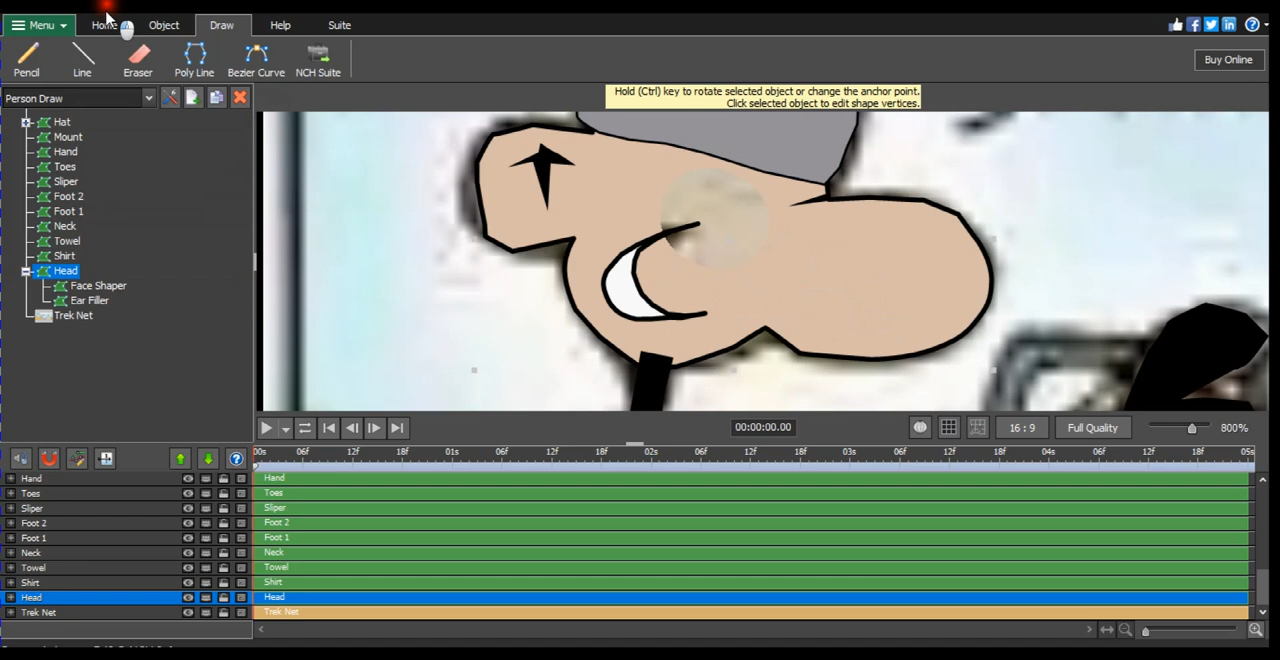 Menu Home Object Draw Help Suite
Buy Online
Pencil Line Eraser Poly Line Bezier Curve NCH Suite
Person Draw
Hold (Ctrl) key to rotate selected object or change the anchor point.
Click selected object to edit shape vertices.
Hat
Mount
Hand
Toes
Sliper
Foot 2
Foot 1
Neck
Towel
Shirt
Head
Face Shaper
Ear Filler
Trek Net
00:00:00.00 16 : 9 Full Quality 800%
00s 06f 12f 18f 01s 06f 12f 18f 02s 06f 12f 18f 03s 06f 12f 18f 04s 06f 12f 18f 05s
Hand Hand
Toes Toes
Sliper Sliper
Foot 2 Foot 2
Foot 1 Foot 1
Neck Neck
Towel Towel
Shirt Shirt
Head Head
Trek Net Trek Net